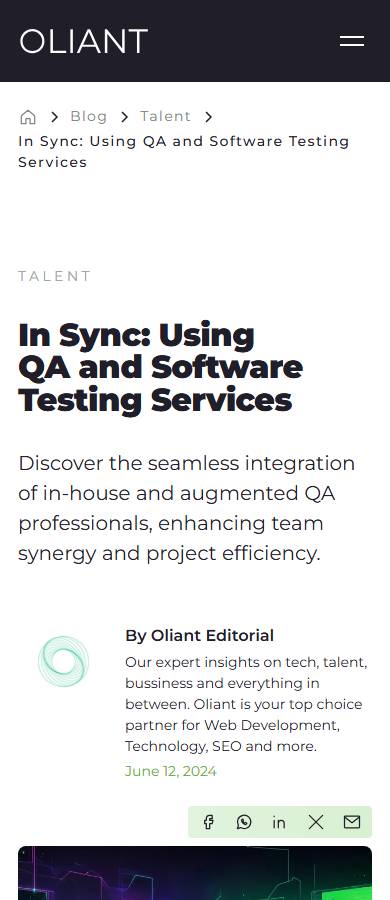 OLIANT
Blog
Talent
In Sync: Using QA and Software Testing
Services
TALENT
In Sync: Using
QA and Software
Testing Services
Discover the seamless integration
of in-house and augmented QA
professionals, enhancing team
synergy and project efficiency.
By Oliant Editorial
Our expert insights on tech, talent,
bussiness and everything in
between. Oliant is your top choice
partner for Web Development,
Technology, SEO and more.
June 12, 2024